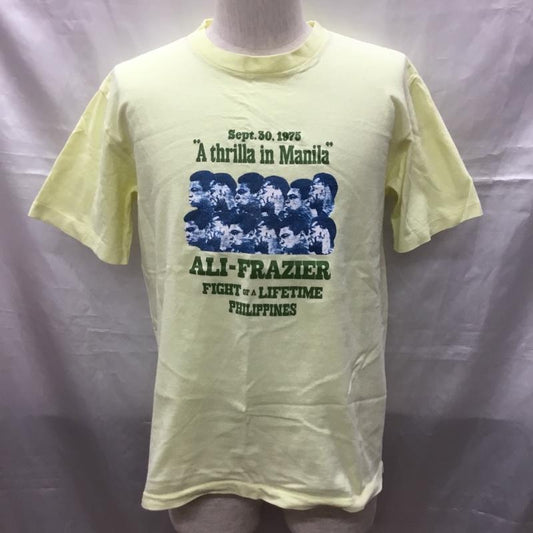 Sept. 30, 1975
"A thrilla in Manila"
ALI-FRAZIER
FIGHT OF A LIFETIME
PHILIPPINES